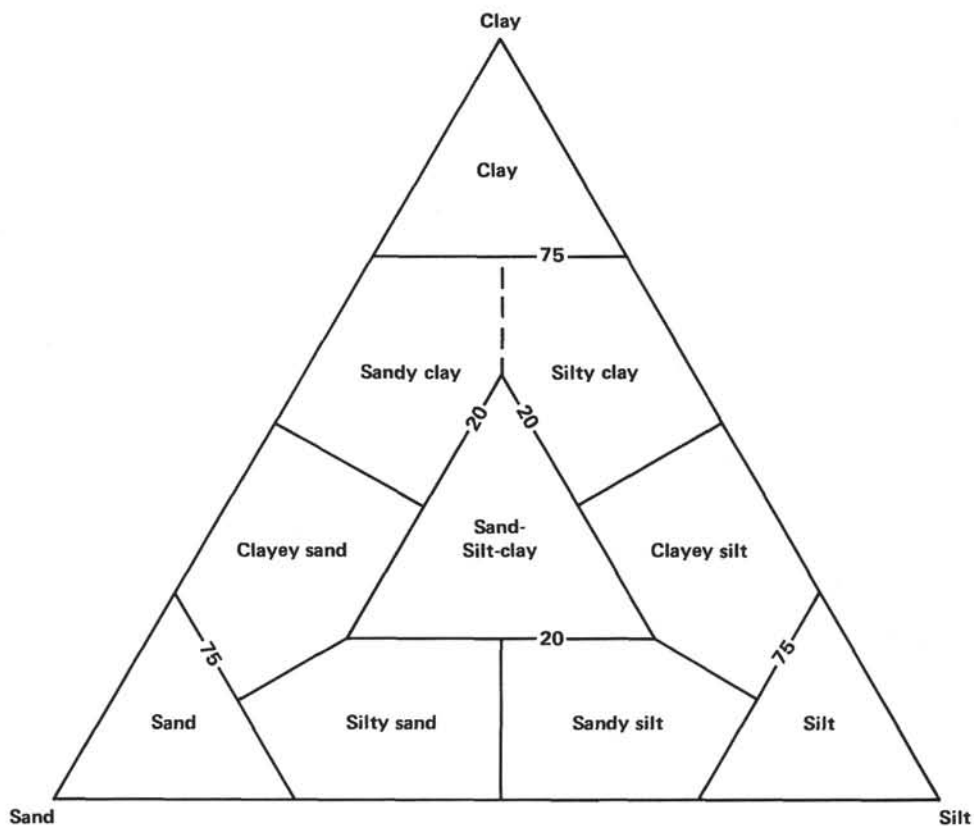 Clay
Clay
75
Sandy clay
Silty clay
20
20
Sand-
Silt-clay
Clayey sand
Clayey silt
20
75
75
Sand
Silty sand
Sandy silt
Silt
Sand
Silt